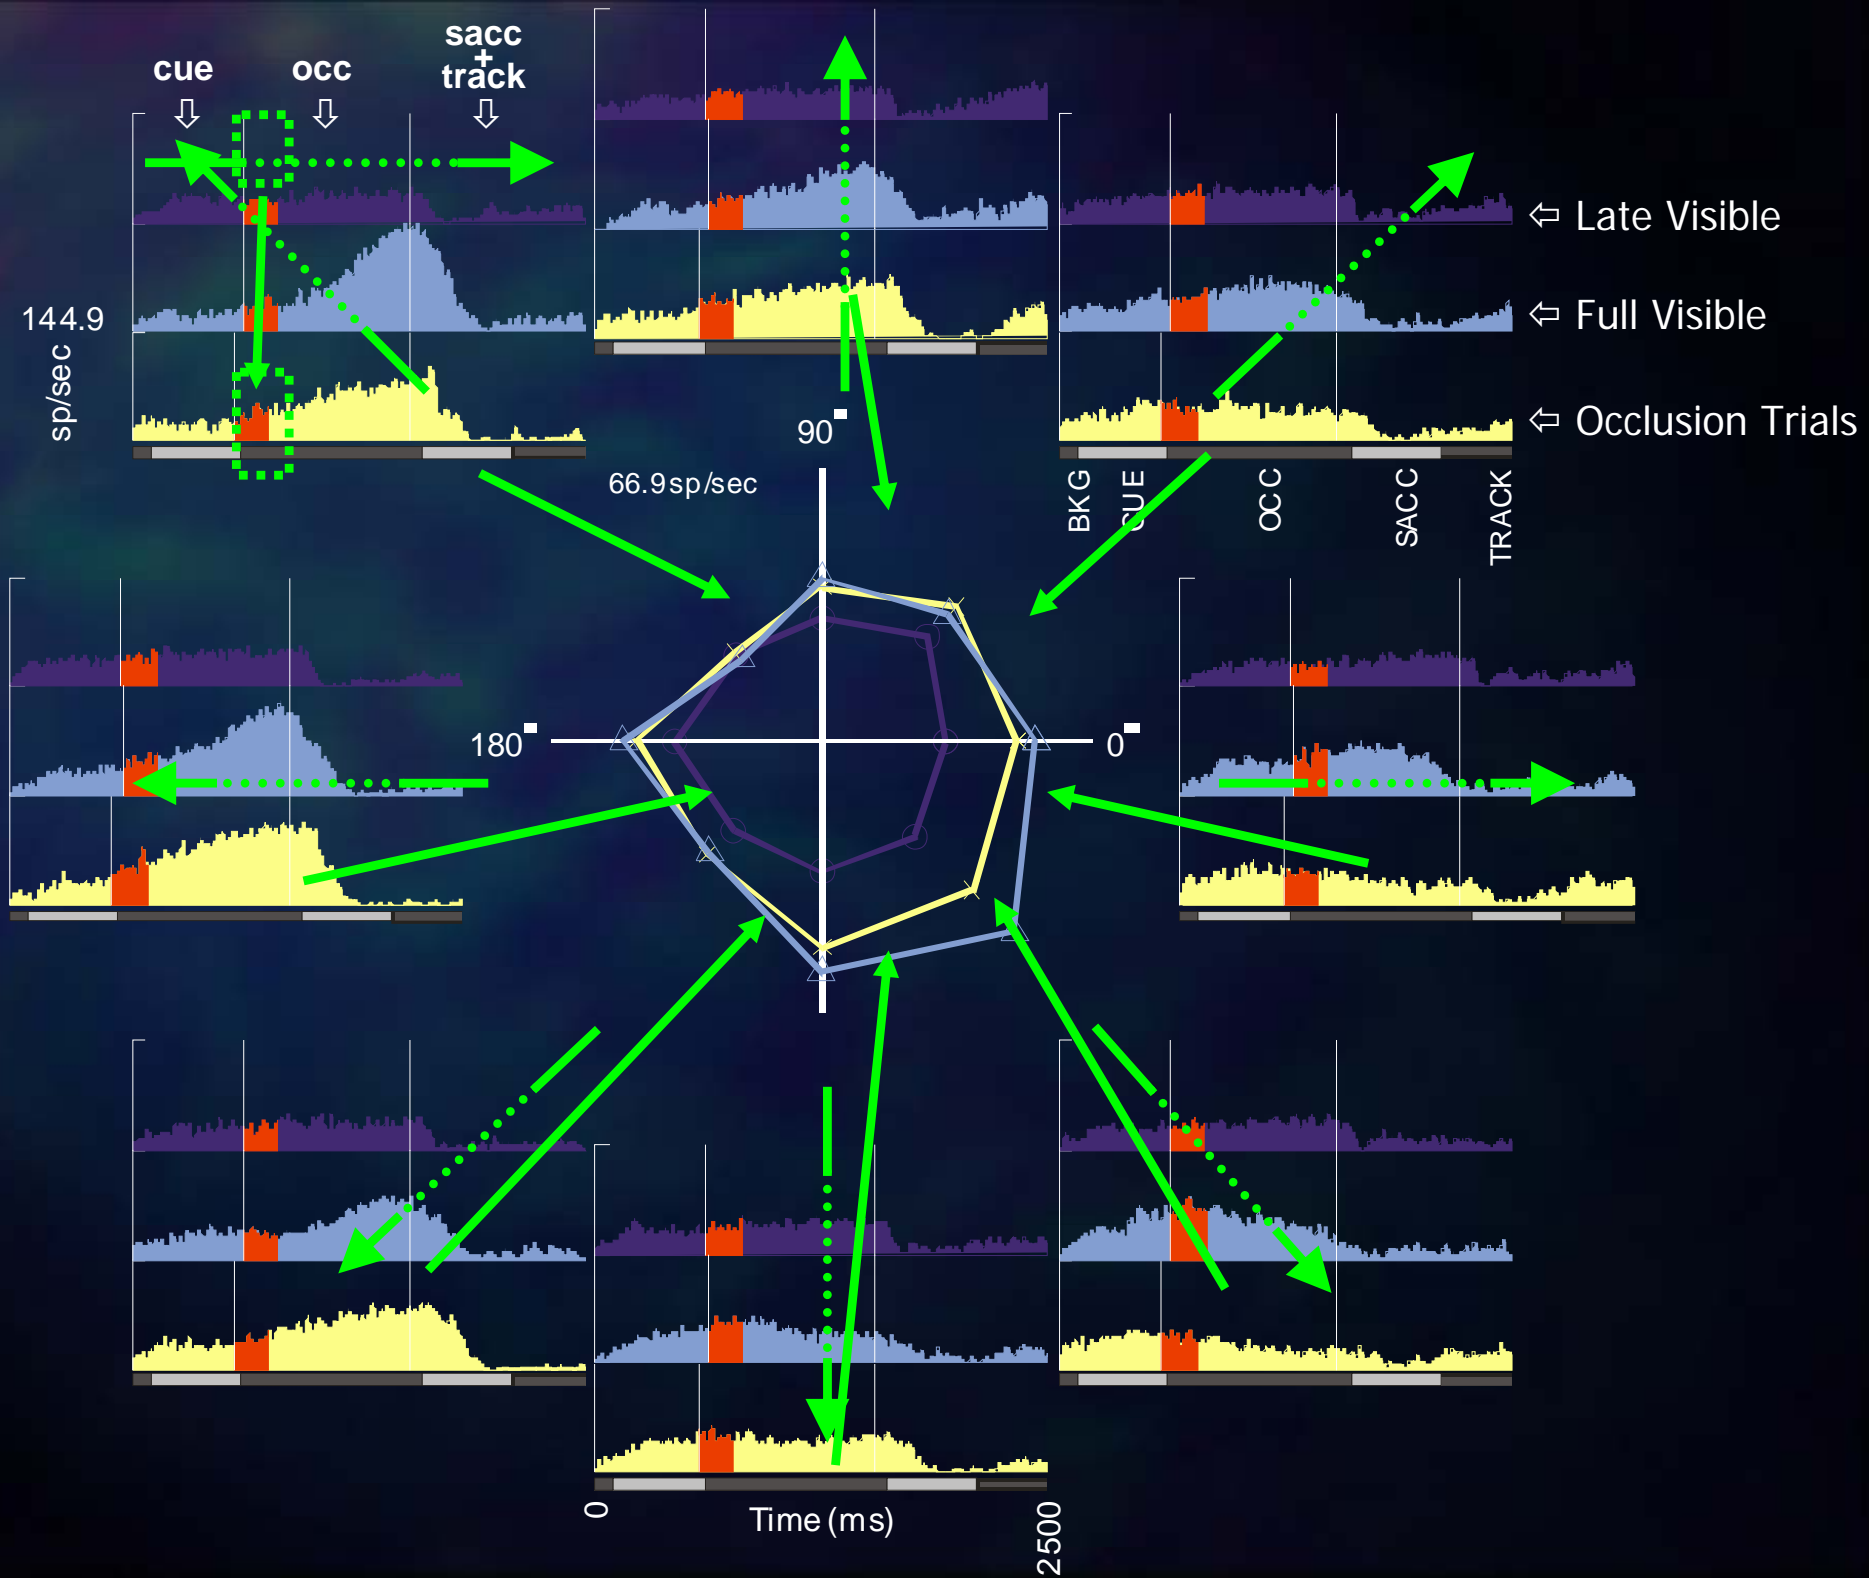 sacc
+
track
cue
occ
Late Visible
144.9
sp/sec
Full Visible
Occlusion Trials
90
66.9sp/sec
BKG
CUE
OCC
SACC
TRACK
180
0
0
Time (ms)
2500